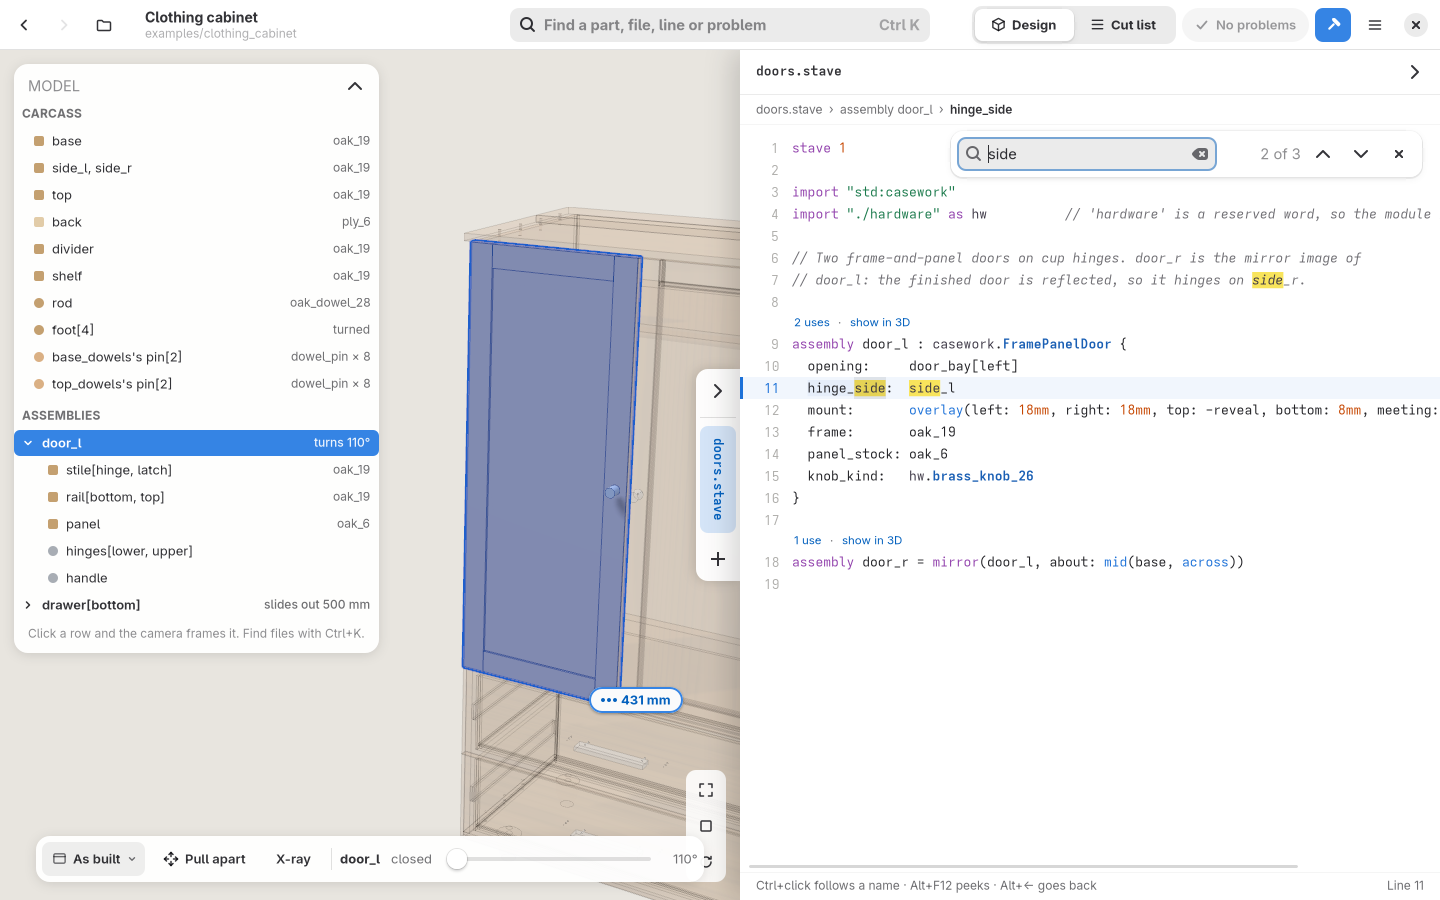 Clothing cabinet
examples/clothing_cabinet
Find a part, file, line or problem
Ctrl K
Design
Cut list
No problems
MODEL
CARCASS
base oak_19
side_l, side_r oak_19
top oak_19
back ply_6
divider oak_19
shelf oak_19
rod oak_dowel_28
foot[4] turned
base_dowels's pin[2] dowel_pin × 8
top_dowels's pin[2] dowel_pin × 8
ASSEMBLIES
door_l turns 110°
stile[hinge, latch] oak_19
rail[bottom, top] oak_19
panel oak_6
hinges[lower, upper]
handle
drawer[bottom] slides out 500 mm
Click a row and the camera frames it. Find files with Ctrl+K.
••• 431 mm
doors.stave
As built
Pull apart
X-ray
door_l closed 110°
doors.stave
doors.stave › assembly door_l › hinge_side
side
2 of 3
1 stave 1
2
3 import "std:casework"
4 import "./hardware" as hw // 'hardware' is a reserved word, so the module
5
6 // Two frame-and-panel doors on cup hinges. door_r is the mirror image of
7 // door_l: the finished door is reflected, so it hinges on side_r.
8
2 uses · show in 3D
9 assembly door_l : casework.FramePanelDoor {
10 opening: door_bay[left]
11 hinge_side: side_l
12 mount: overlay(left: 18mm, right: 18mm, top: -reveal, bottom: 8mm, meeting:
13 frame: oak_19
14 panel_stock: oak_6
15 knob_kind: hw.brass_knob_26
16 }
17
1 use · show in 3D
18 assembly door_r = mirror(door_l, about: mid(base, across))
19
Ctrl+click follows a name · Alt+F12 peeks · Alt+← goes back
Line 11